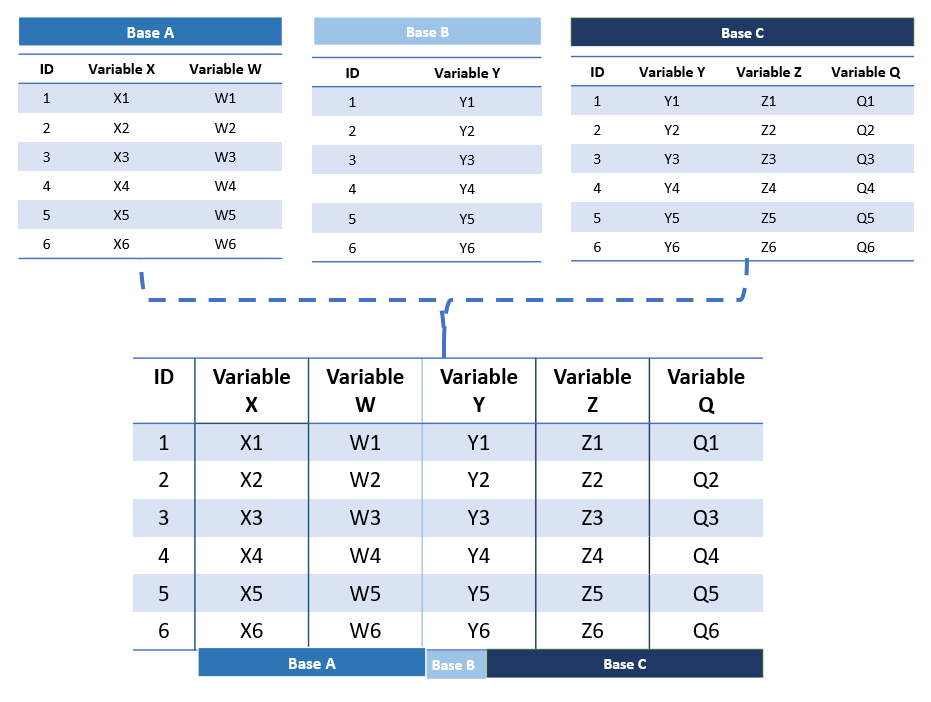 Base A
ID Variable X Variable W
1 X1 W1
2 X2 W2
3 X3 W3
4 X4 W4
5 X5 W5
6 X6 W6
Base B
ID Variable Y
1 Y1
2 Y2
3 Y3
4 Y4
5 Y5
6 Y6
Base C
ID Variable Y Variable Z Variable Q
1 Y1 Z1 Q1
2 Y2 Z2 Q2
3 Y3 Z3 Q3
4 Y4 Z4 Q4
5 Y5 Z5 Q5
6 Y6 Z6 Q6
ID Variable Variable Variable Variable Variable
X W Y Z Q
1 X1 W1 Y1 Z1 Q1
2 X2 W2 Y2 Z2 Q2
3 X3 W3 Y3 Z3 Q3
4 X4 W4 Y4 Z4 Q4
5 X5 W5 Y5 Z5 Q5
6 X6 W6 Y6 Z6 Q6
Base A Base B Base C